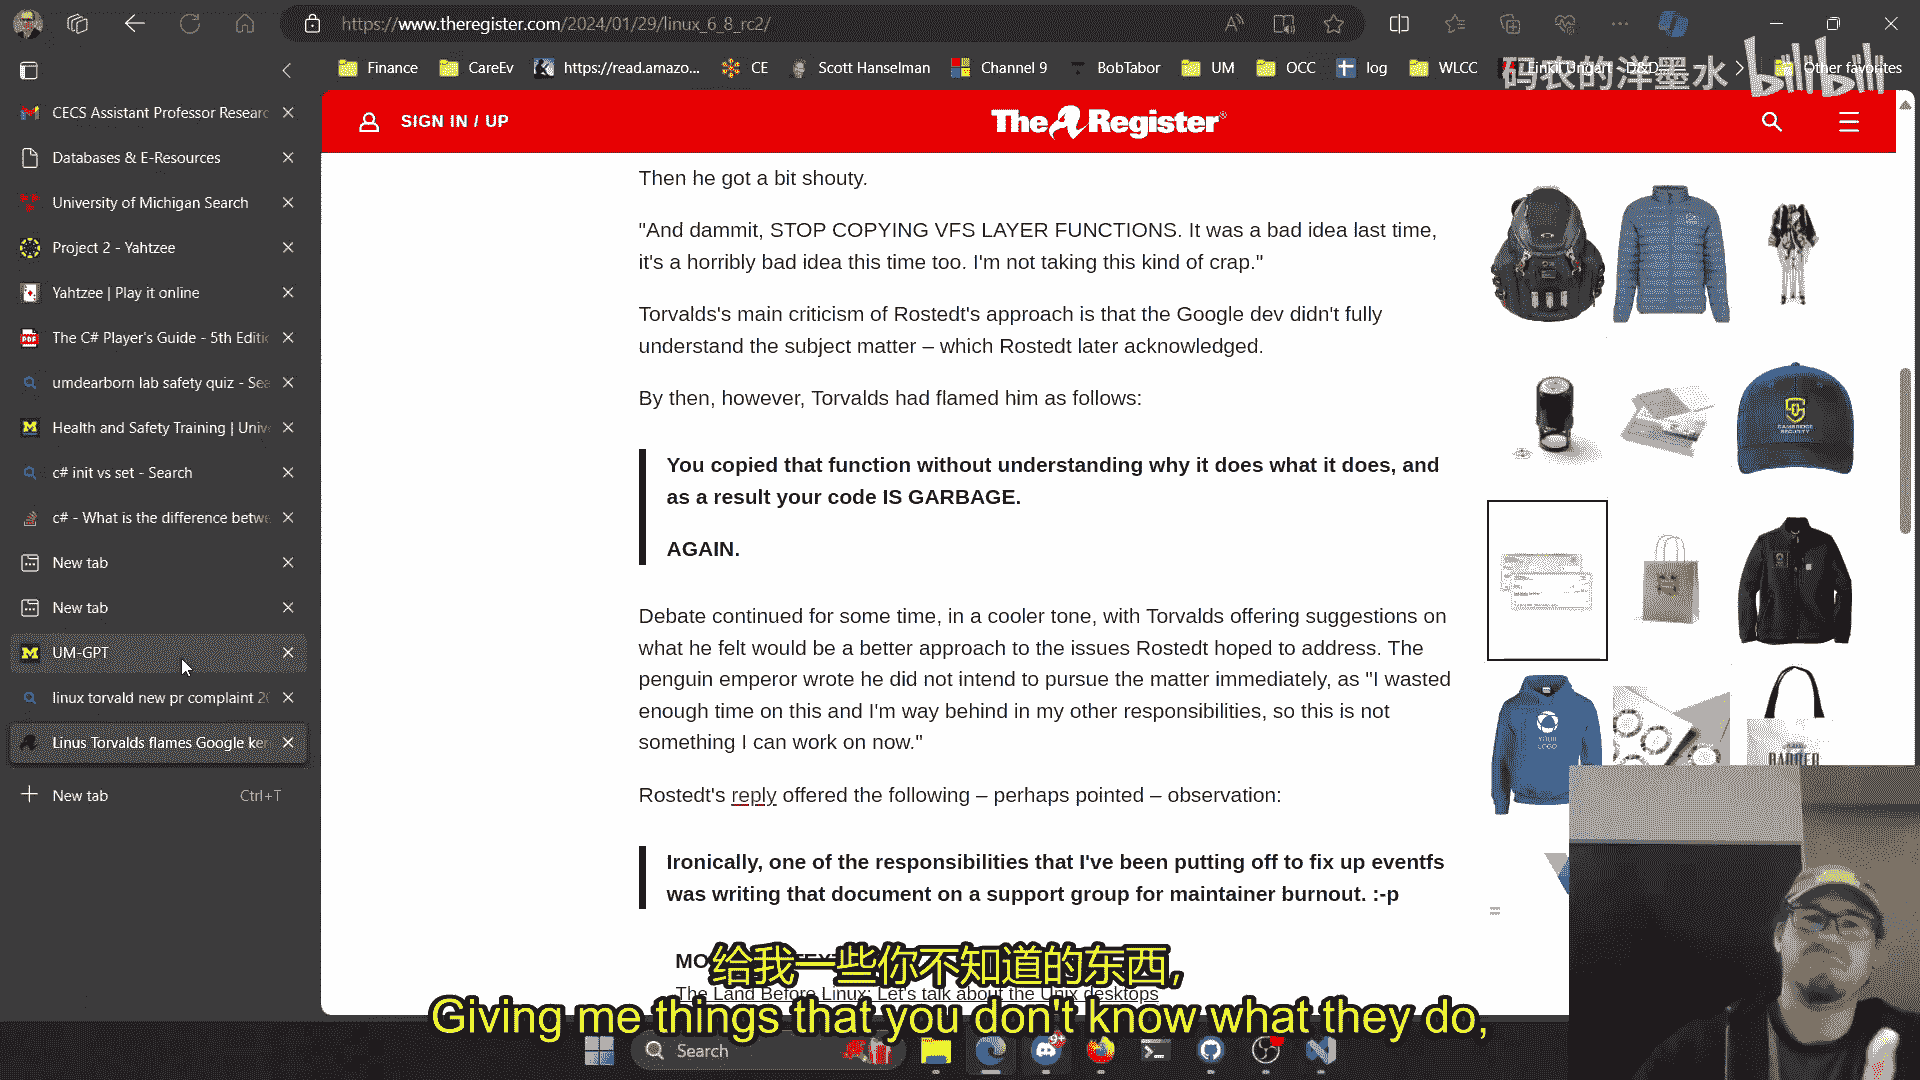 https://www.theregister.com/2024/01/29/linux_6_8_rc2/
Finance
CareEv
https://read.amazo...
CE
Scott Hanselman
Channel 9
BobTabor
UM
OCC
log
WLCC
Other favorites
码农的洋墨水
bilibili
CECS Assistant Professor Researc
Databases & E-Resources
University of Michigan Search
Project 2 - Yahtzee
Yahtzee | Play it online
The C# Player's Guide - 5th Editi
umdearborn lab safety quiz - Sea
Health and Safety Training | Univ
c# init vs set - Search
c# - What is the difference betwe
New tab
New tab
UM-GPT
linux torvald new pr complaint 20
Linus Torvalds flames Google ker
New tab Ctrl+T
SIGN IN / UP
The Register®
Then he got a bit shouty.
"And dammit, STOP COPYING VFS LAYER FUNCTIONS. It was a bad idea last time,
it's a horribly bad idea this time too. I'm not taking this kind of crap."
Torvalds's main criticism of Rostedt's approach is that the Google dev didn't fully
understand the subject matter – which Rostedt later acknowledged.
By then, however, Torvalds had flamed him as follows:
You copied that function without understanding why it does what it does, and
as a result your code IS GARBAGE.
AGAIN.
Debate continued for some time, in a cooler tone, with Torvalds offering suggestions on
what he felt would be a better approach to the issues Rostedt hoped to address. The
penguin emperor wrote he did not intend to pursue the matter immediately, as "I wasted
enough time on this and I'm way behind in my other responsibilities, so this is not
something I can work on now."
Rostedt's reply offered the following – perhaps pointed – observation:
Ironically, one of the responsibilities that I've been putting off to fix up eventfs
was writing that document on a support group for maintainer burnout. :-p
The Land Before Linux: Let's talk about the Unix desktops
CAMBRIDGE
SECURITY
YOUR
LOGO
给我一些你不知道的东西,
Giving me things that you don't know what they do,
Search
9+